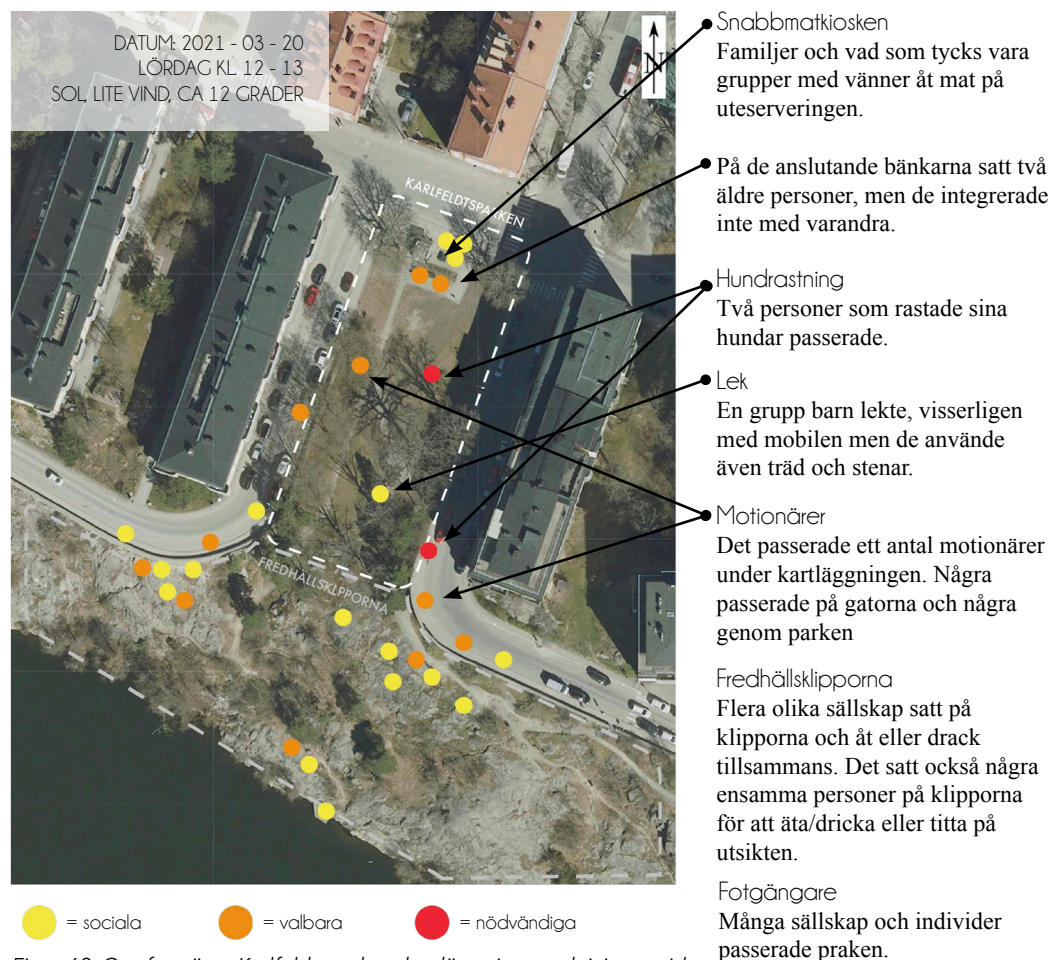 DATUM: 2021 - 03 - 20
LÖRDAG KL. 12 - 13
SOL, LITE VIND, CA 12 GRADER
N
KARLFELDTSPARKEN
FREDHÄLLSKLIPPORNA
Snabbmatkiosken
Familjer och vad som tycks vara
grupper med vänner åt mat på
uteserveringen.
På de anslutande bänkarna satt två
äldre personer, men de integrerade
inte med varandra.
Hundrastning
Två personer som rastade sina
hundar passerade.
Lek
En grupp barn lekte, visserligen
med mobilen men de använde
även träd och stenar.
Motionärer
Det passerade ett antal motionärer
under kartläggningen. Några
passerade på gatorna och några
genom parken
Fredhällsklipporna
Flera olika sällskap satt på
klipporna och åt eller drack
tillsammans. Det satt också några
ensamma personer på klipporna
för att äta/dricka eller titta på
utsikten.
Fotgängare
Många sällskap och individer
passerade praken.
= sociala
= valbara
= nödvändiga